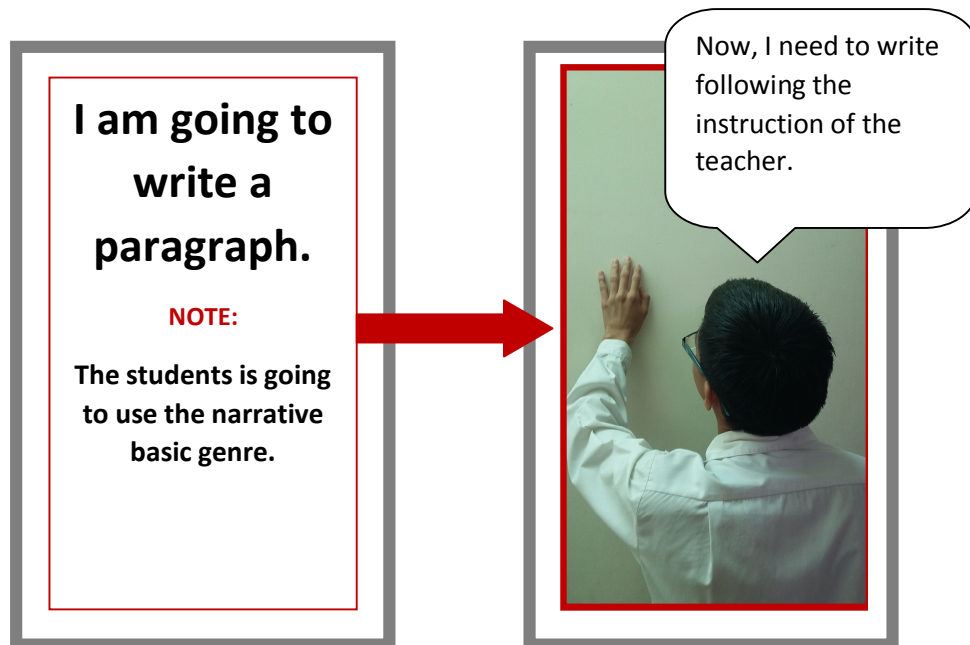 I am going to
write a
paragraph.
NOTE:
The students is going
to use the narrative
basic genre.
Now, I need to write
following the
instruction of the
teacher.